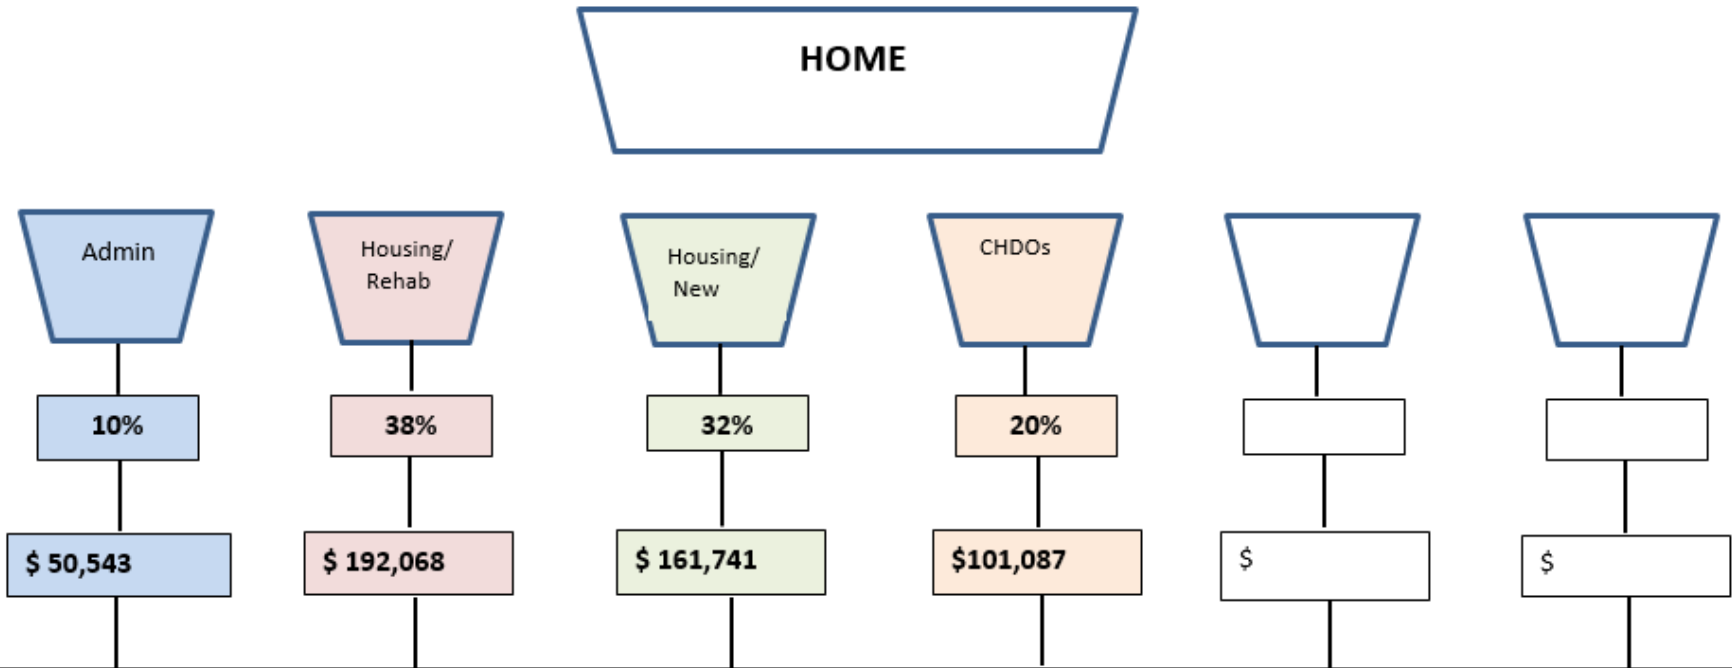 HOME
Admin
Housing/
Rehab
Housing/
New
CHDOs
10%
38%
32%
20%
$ 50,543
$ 192,068
$ 161,741
$101,087
$
$